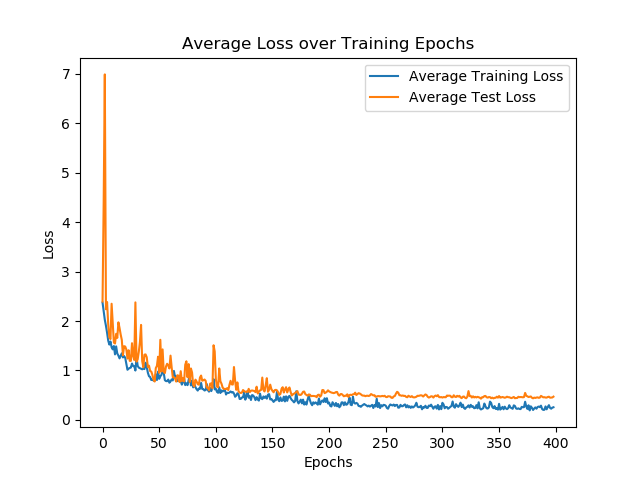 Average Loss over Training Epochs
Average Training Loss
Average Test Loss
7
6
5
4
3
2
1
0
Loss
0 50 100 150 200 250 300 350 400
Epochs